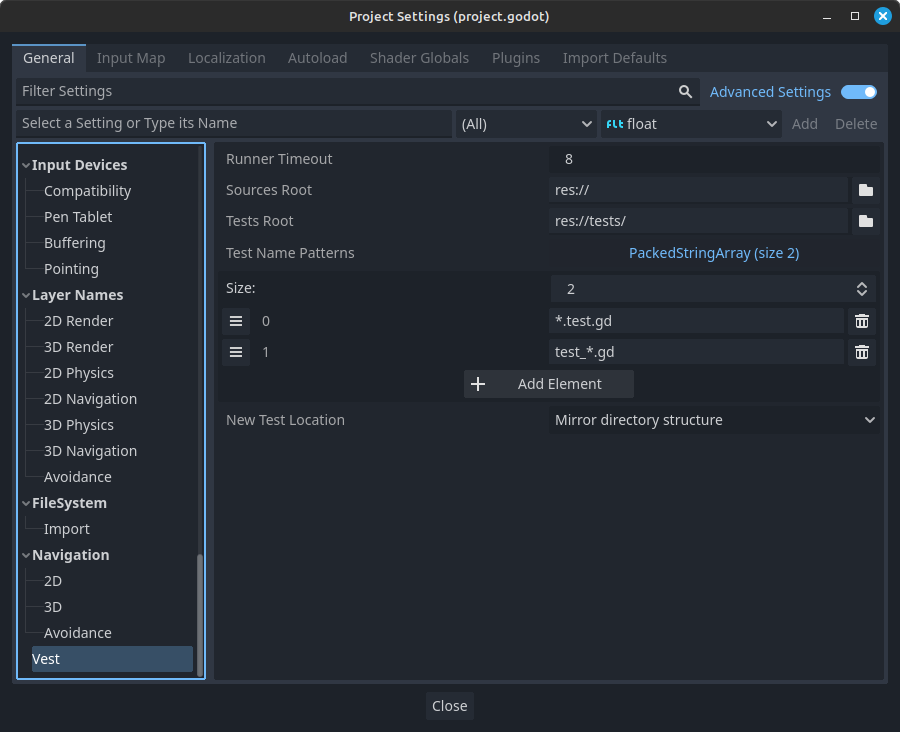 Project Settings (project.godot)
General Input Map Localization Autoload Shader Globals Plugins Import Defaults
Filter Settings Advanced Settings
Select a Setting or Type its Name (All) flt float Add Delete
Input Devices
Compatibility
Pen Tablet
Buffering
Pointing
Layer Names
2D Render
3D Render
2D Physics
2D Navigation
3D Physics
3D Navigation
Avoidance
FileSystem
Import
Navigation
2D
3D
Avoidance
Vest
Runner Timeout 8
Sources Root res://
Tests Root res://tests/
Test Name Patterns PackedStringArray (size 2)
Size: 2
0 *.test.gd
1 test_*.gd
Add Element
New Test Location Mirror directory structure
Close